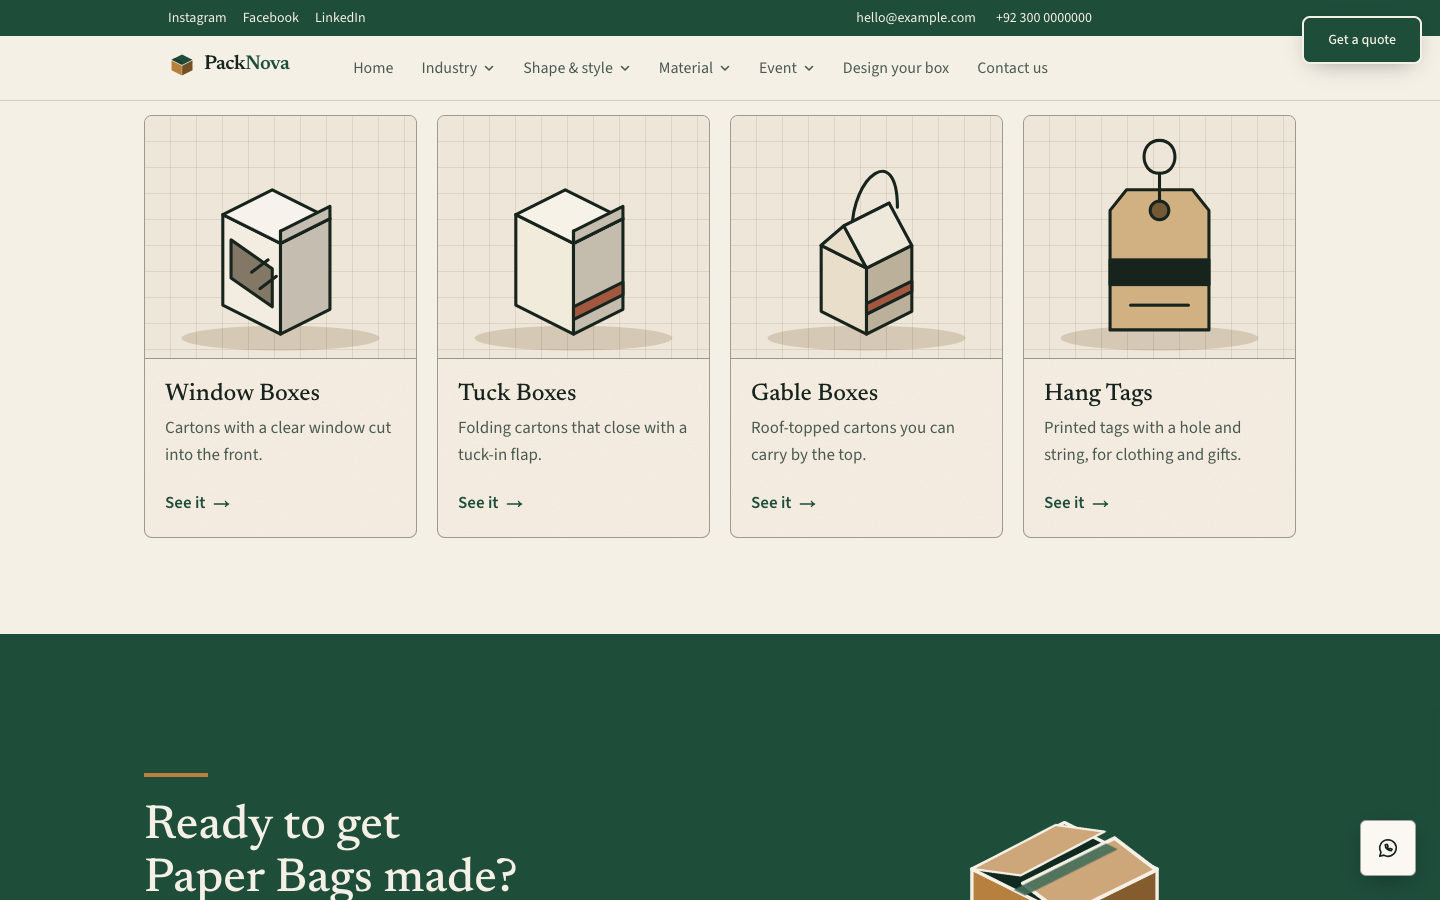 Instagram Facebook LinkedIn hello@example.com +92 300 0000000
Get a quote
PackNova Home Industry Shape & style Material Event Design your box Contact us
Window Boxes
Cartons with a clear window cut
into the front.
See it →
Tuck Boxes
Folding cartons that close with a
tuck-in flap.
See it →
Gable Boxes
Roof-topped cartons you can
carry by the top.
See it →
Hang Tags
Printed tags with a hole and
string, for clothing and gifts.
See it →
Ready to get
Paper Bags made?